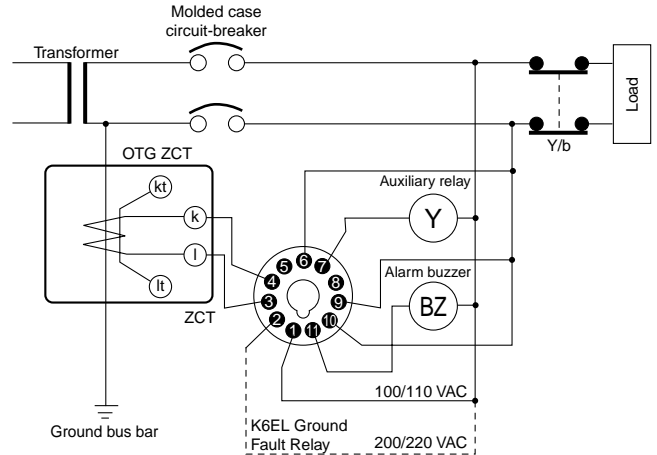 Molded case
circuit-breaker
Transformer
Load
Y/b
OTG ZCT
kt
k
l
lt
ZCT
Auxiliary relay
Y
Alarm buzzer
BZ
5
6
7
4
8
3
9
2
10
1
11
100/110 VAC
K6EL Ground
Fault Relay
200/220 VAC
Ground bus bar